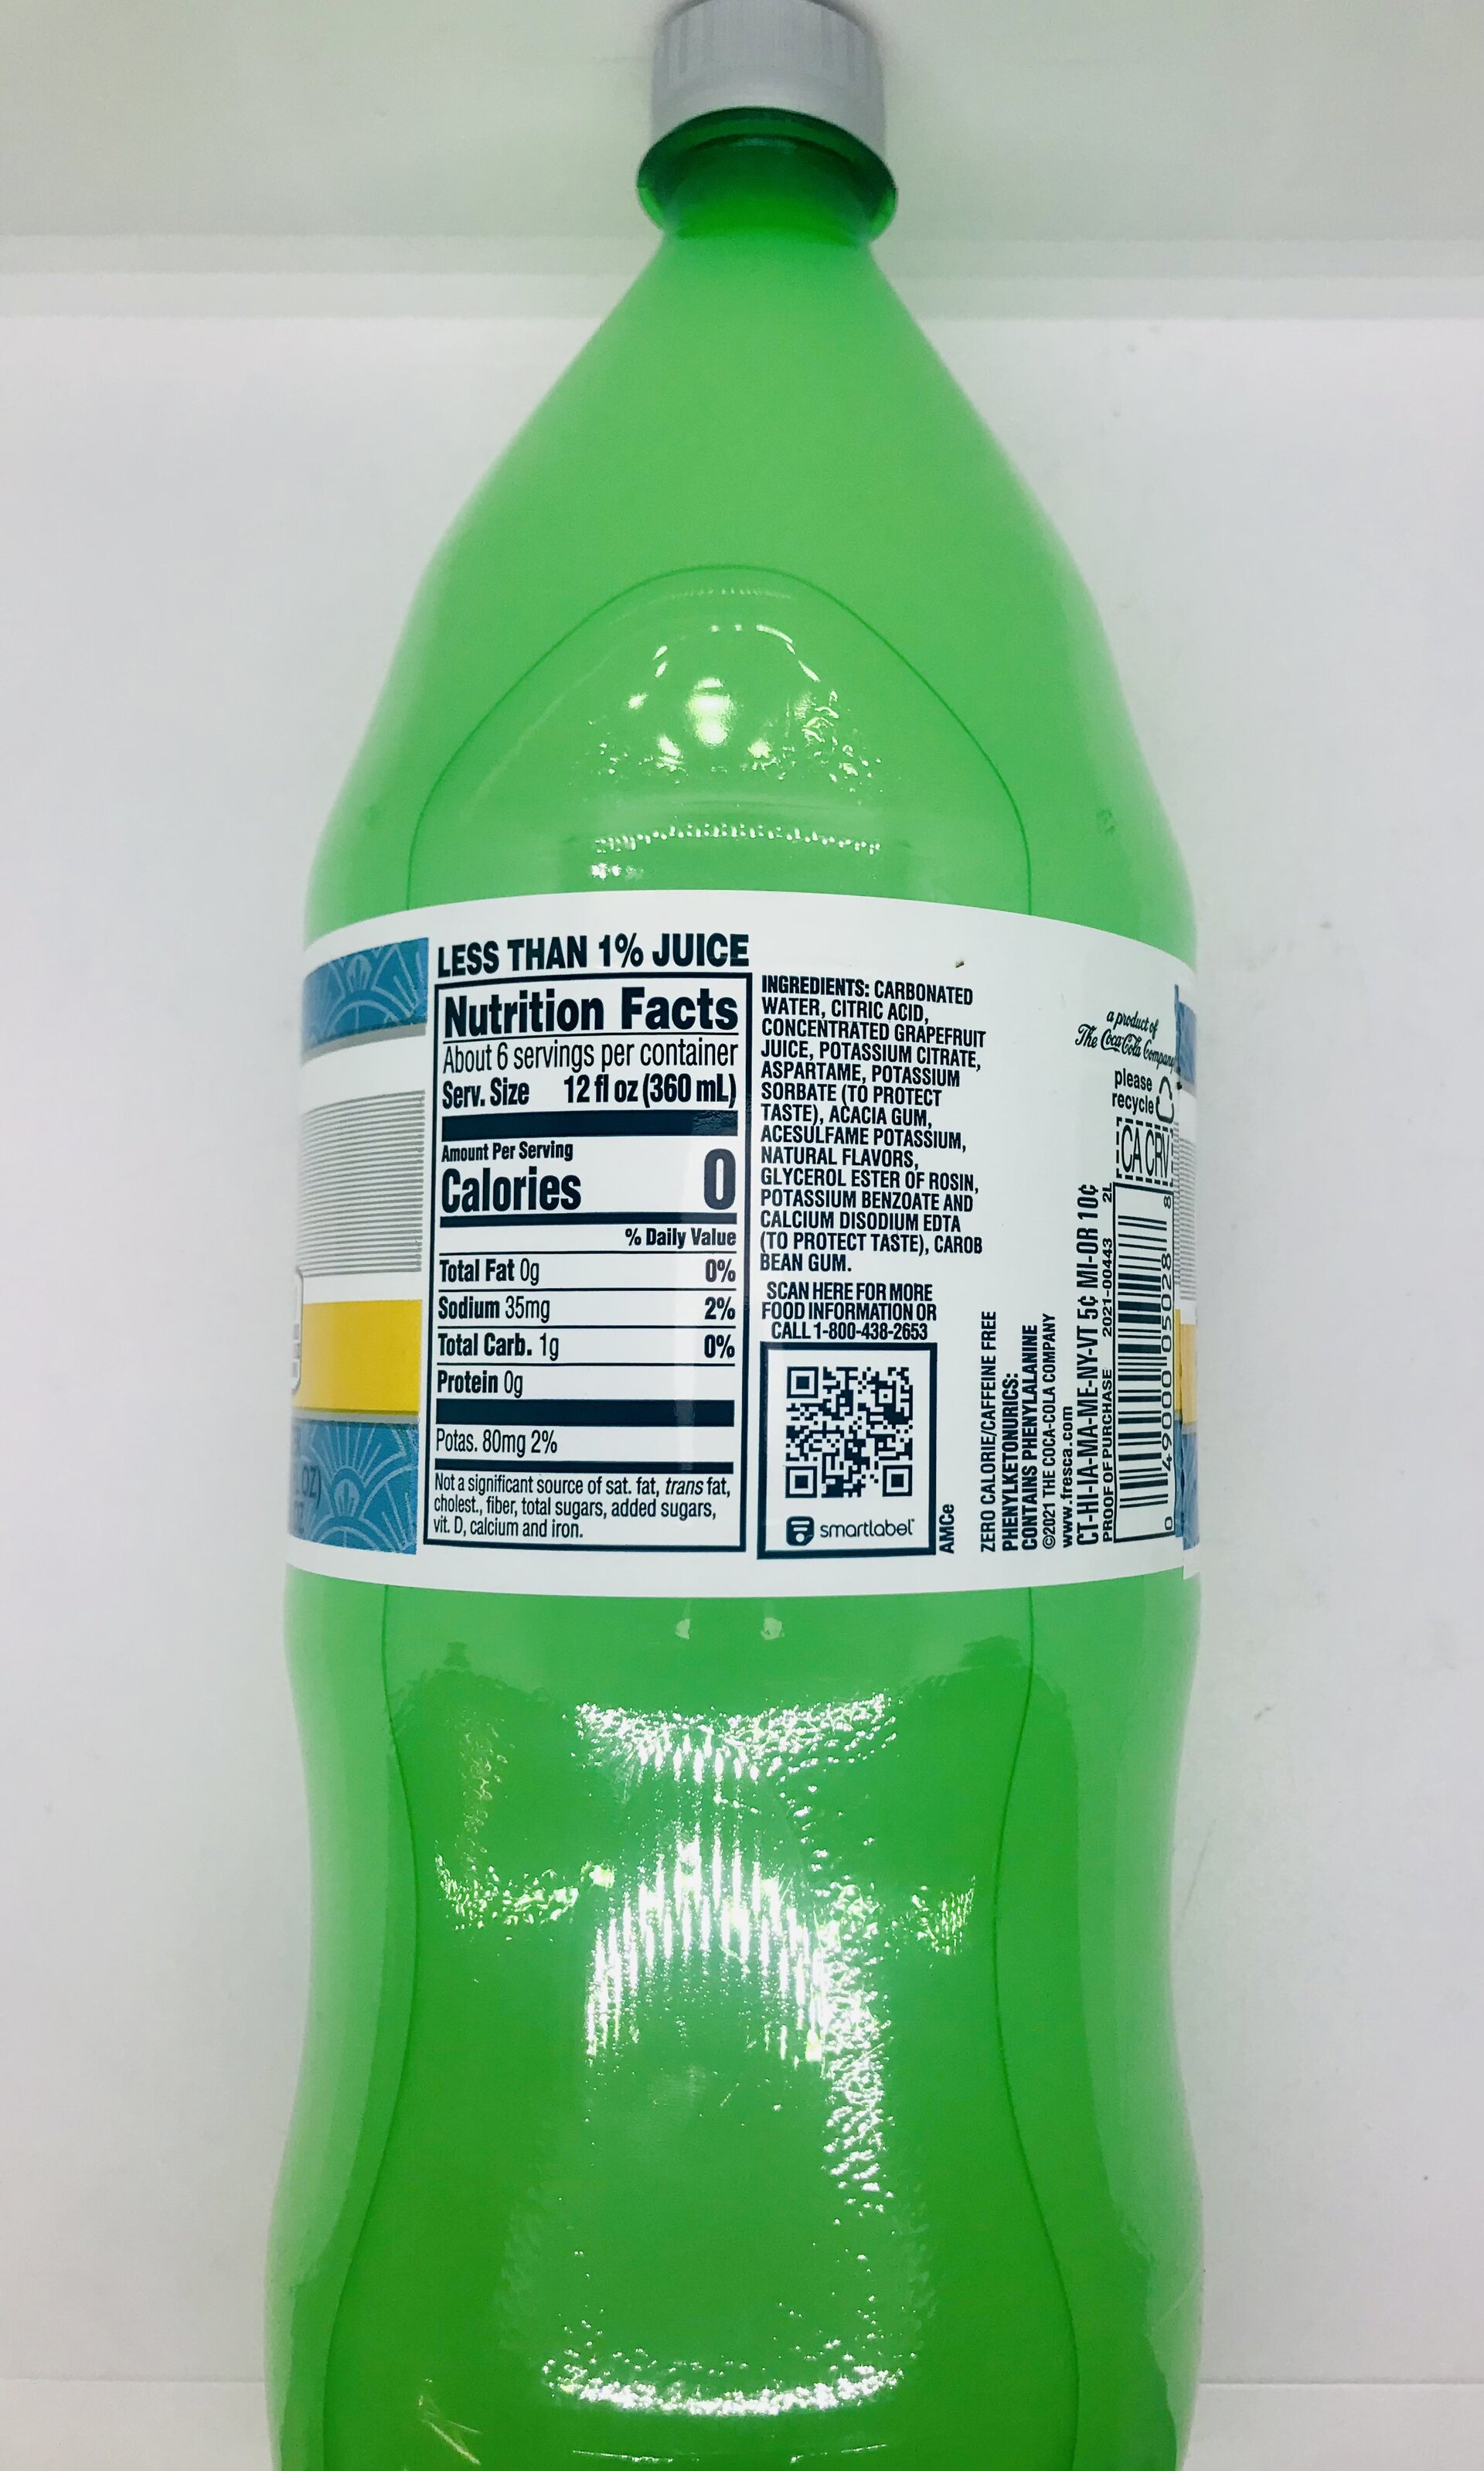 LESS THAN 1% JUICE
Nutrition Facts
About 6 servings per container
Serv. Size 12 fl oz (360 mL)
Amount Per Serving
Calories 0
% Daily Value
Total Fat 0g 0%
Sodium 35mg 2%
Total Carb. 1g 0%
Protein 0g
Potas. 80mg 2%
Not a significant source of sat. fat, trans fat,
cholest., fiber, total sugars, added sugars,
vit. D, calcium and iron.
INGREDIENTS: CARBONATED
WATER, CITRIC ACID,
CONCENTRATED GRAPEFRUIT
JUICE, POTASSIUM CITRATE,
ASPARTAME, POTASSIUM
SORBATE (TO PROTECT
TASTE), ACACIA GUM,
ACESULFAME POTASSIUM,
NATURAL FLAVORS,
GLYCEROL ESTER OF ROSIN,
POTASSIUM BENZOATE AND
CALCIUM DISODIUM EDTA
(TO PROTECT TASTE), CAROB
BEAN GUM.
SCAN HERE FOR MORE
FOOD INFORMATION OR
CALL 1-800-438-2653
smartlabel
AMCe
ZERO CALORIE/CAFFEINE FREE
PHENYLKETONURICS:
CONTAINS PHENYLALANINE
©2021 THE COCA-COLA COMPANY
www.fresca.com
CT-HI-IA-MA-ME-NY-VT 5¢ MI-OR 10¢
PROOF OF PURCHASE 2021-00443 2L
0 49000 05028 8
a product of
The Coca-Cola Company
please
recycle
CA CRV
OZ)